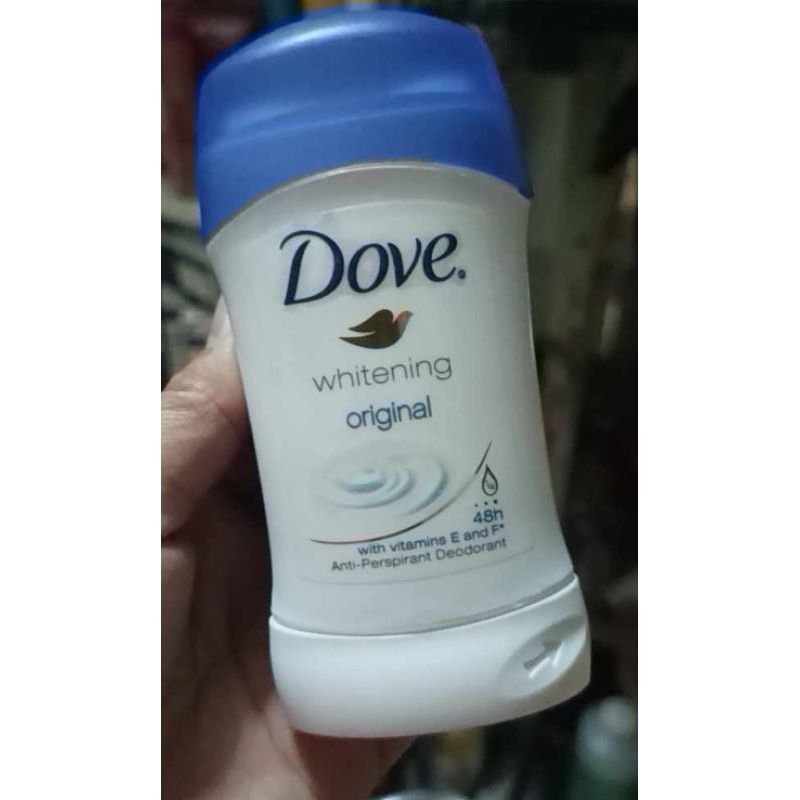 Dove.
whitening
original
48h
with vitamins E and F*
Anti-Perspirant Deodorant